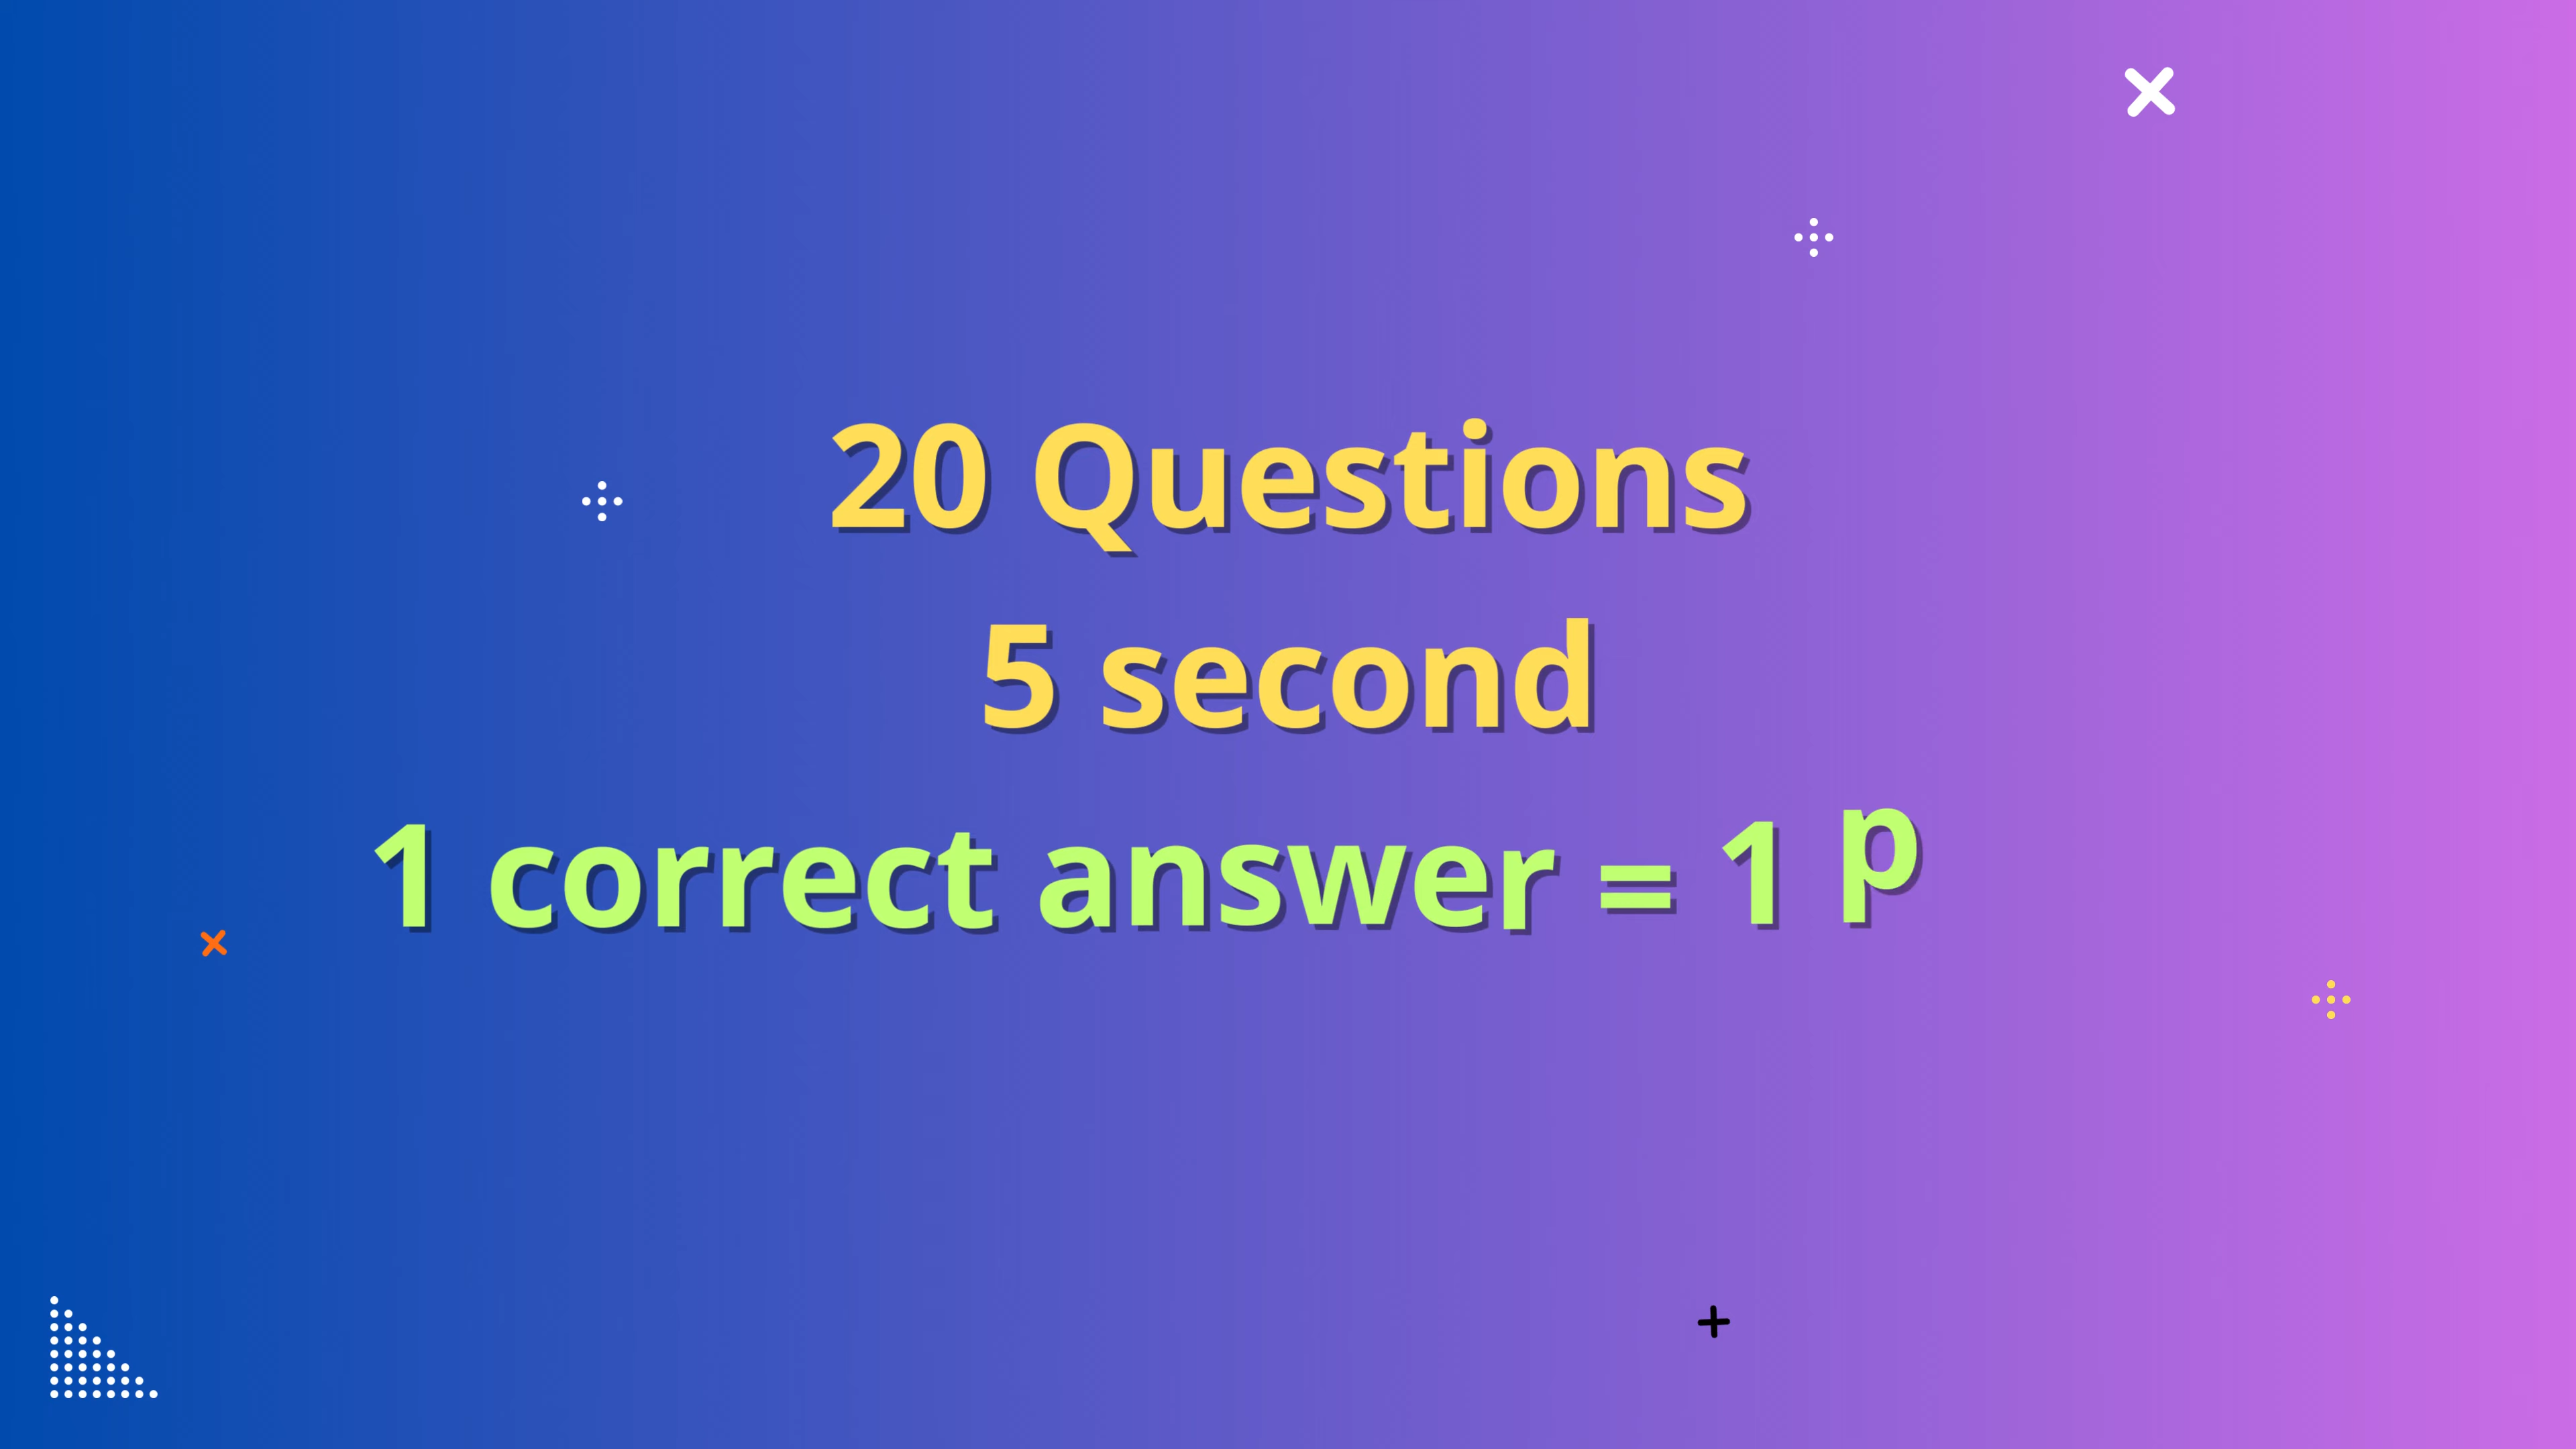 20 Questions
5 second
1 correct answer = 1 p